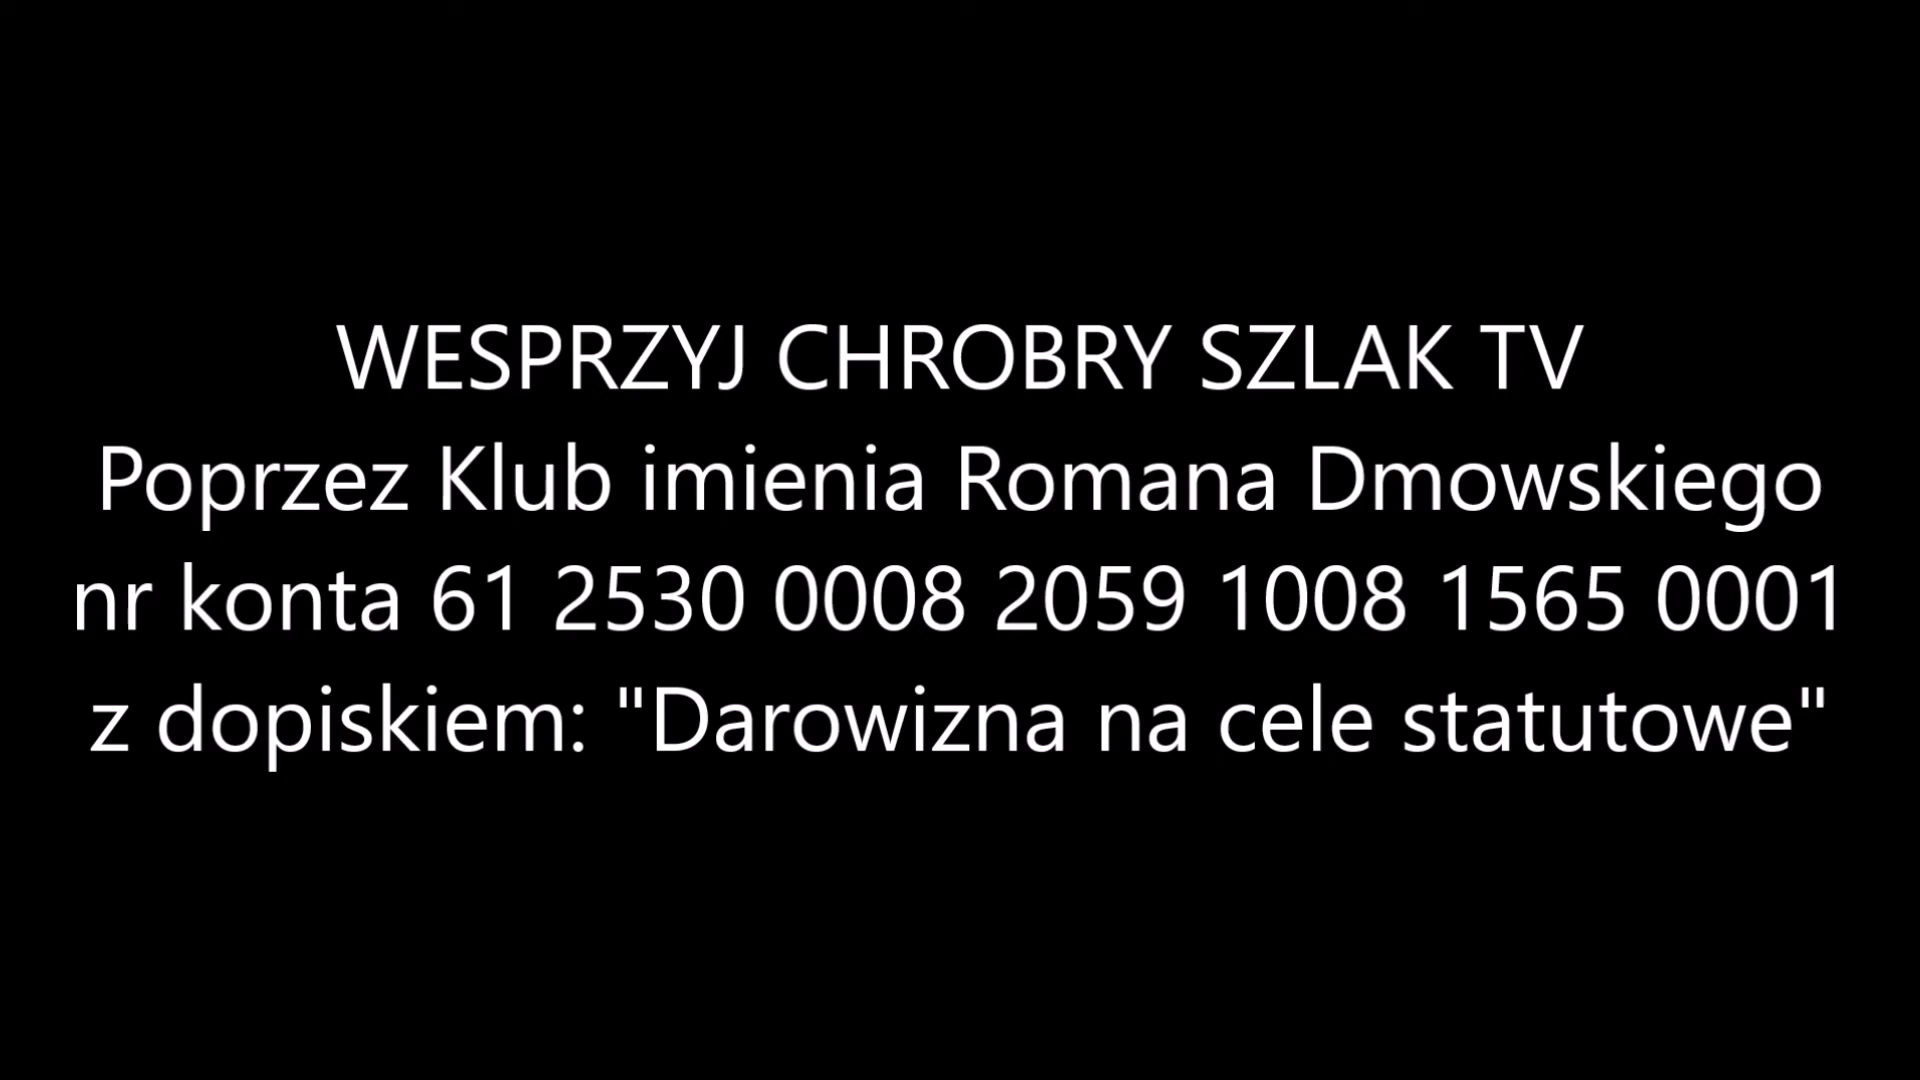 WESPRZYJ CHROBRY SZLAK TV
Poprzez Klub imienia Romana Dmowskiego
nr konta 61 2530 0008 2059 1008 1565 0001
z dopiskiem: "Darowizna na cele statutowe"